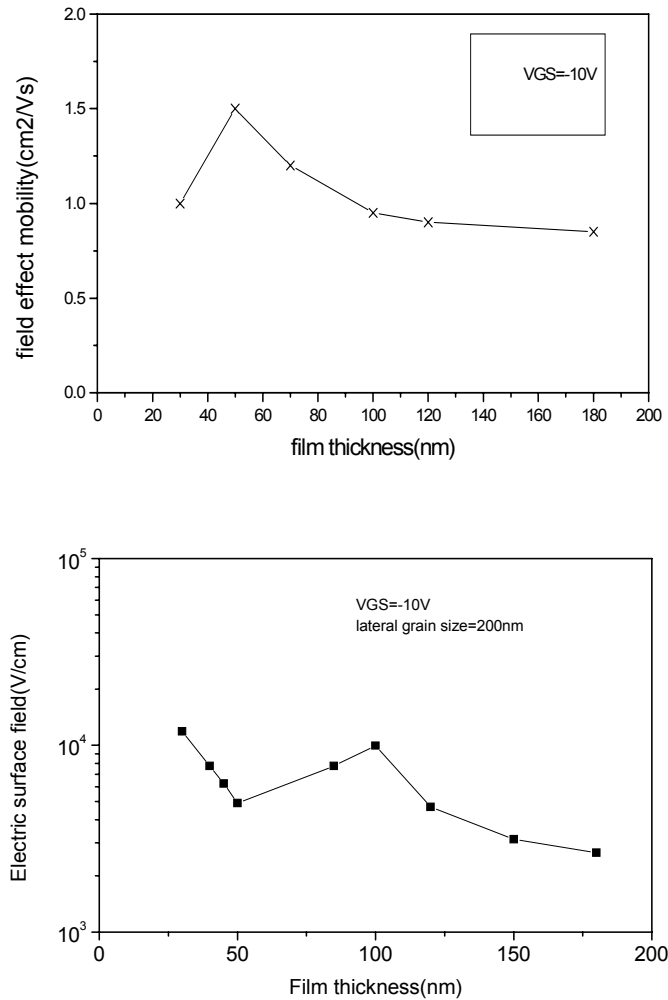 2.0
VGS=-10V
1.5
1.0
0.5
0.0
0 20 40 60 80 100 120 140 160 180 200
field effect mobility(cm2/Vs)
film thickness(nm)
10^5
VGS=-10V
lateral grain size=200nm
10^4
10^3
0 50 100 150 200
Electric surface field(V/cm)
Film thickness(nm)